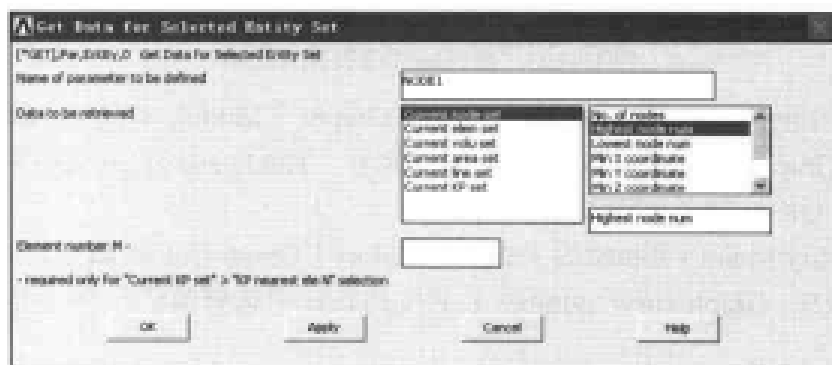 Get Data for Selected Entity Set
[*GET],Par,Entity,0 Get Data for Selected Entity Set
Name of parameter to be defined
NODE1
Data to be retrieved
Current node set
Current elem set
Current volu set
Current area set
Current line set
Current KP set
No. of nodes
Highest node num
Lowest node num
Min X coordinate
Min Y coordinate
Min Z coordinate
Highest node num
Element number M -
- required only for "Current KP set" > "KP nearest ele N" selection
OK
Apply
Cancel
Help